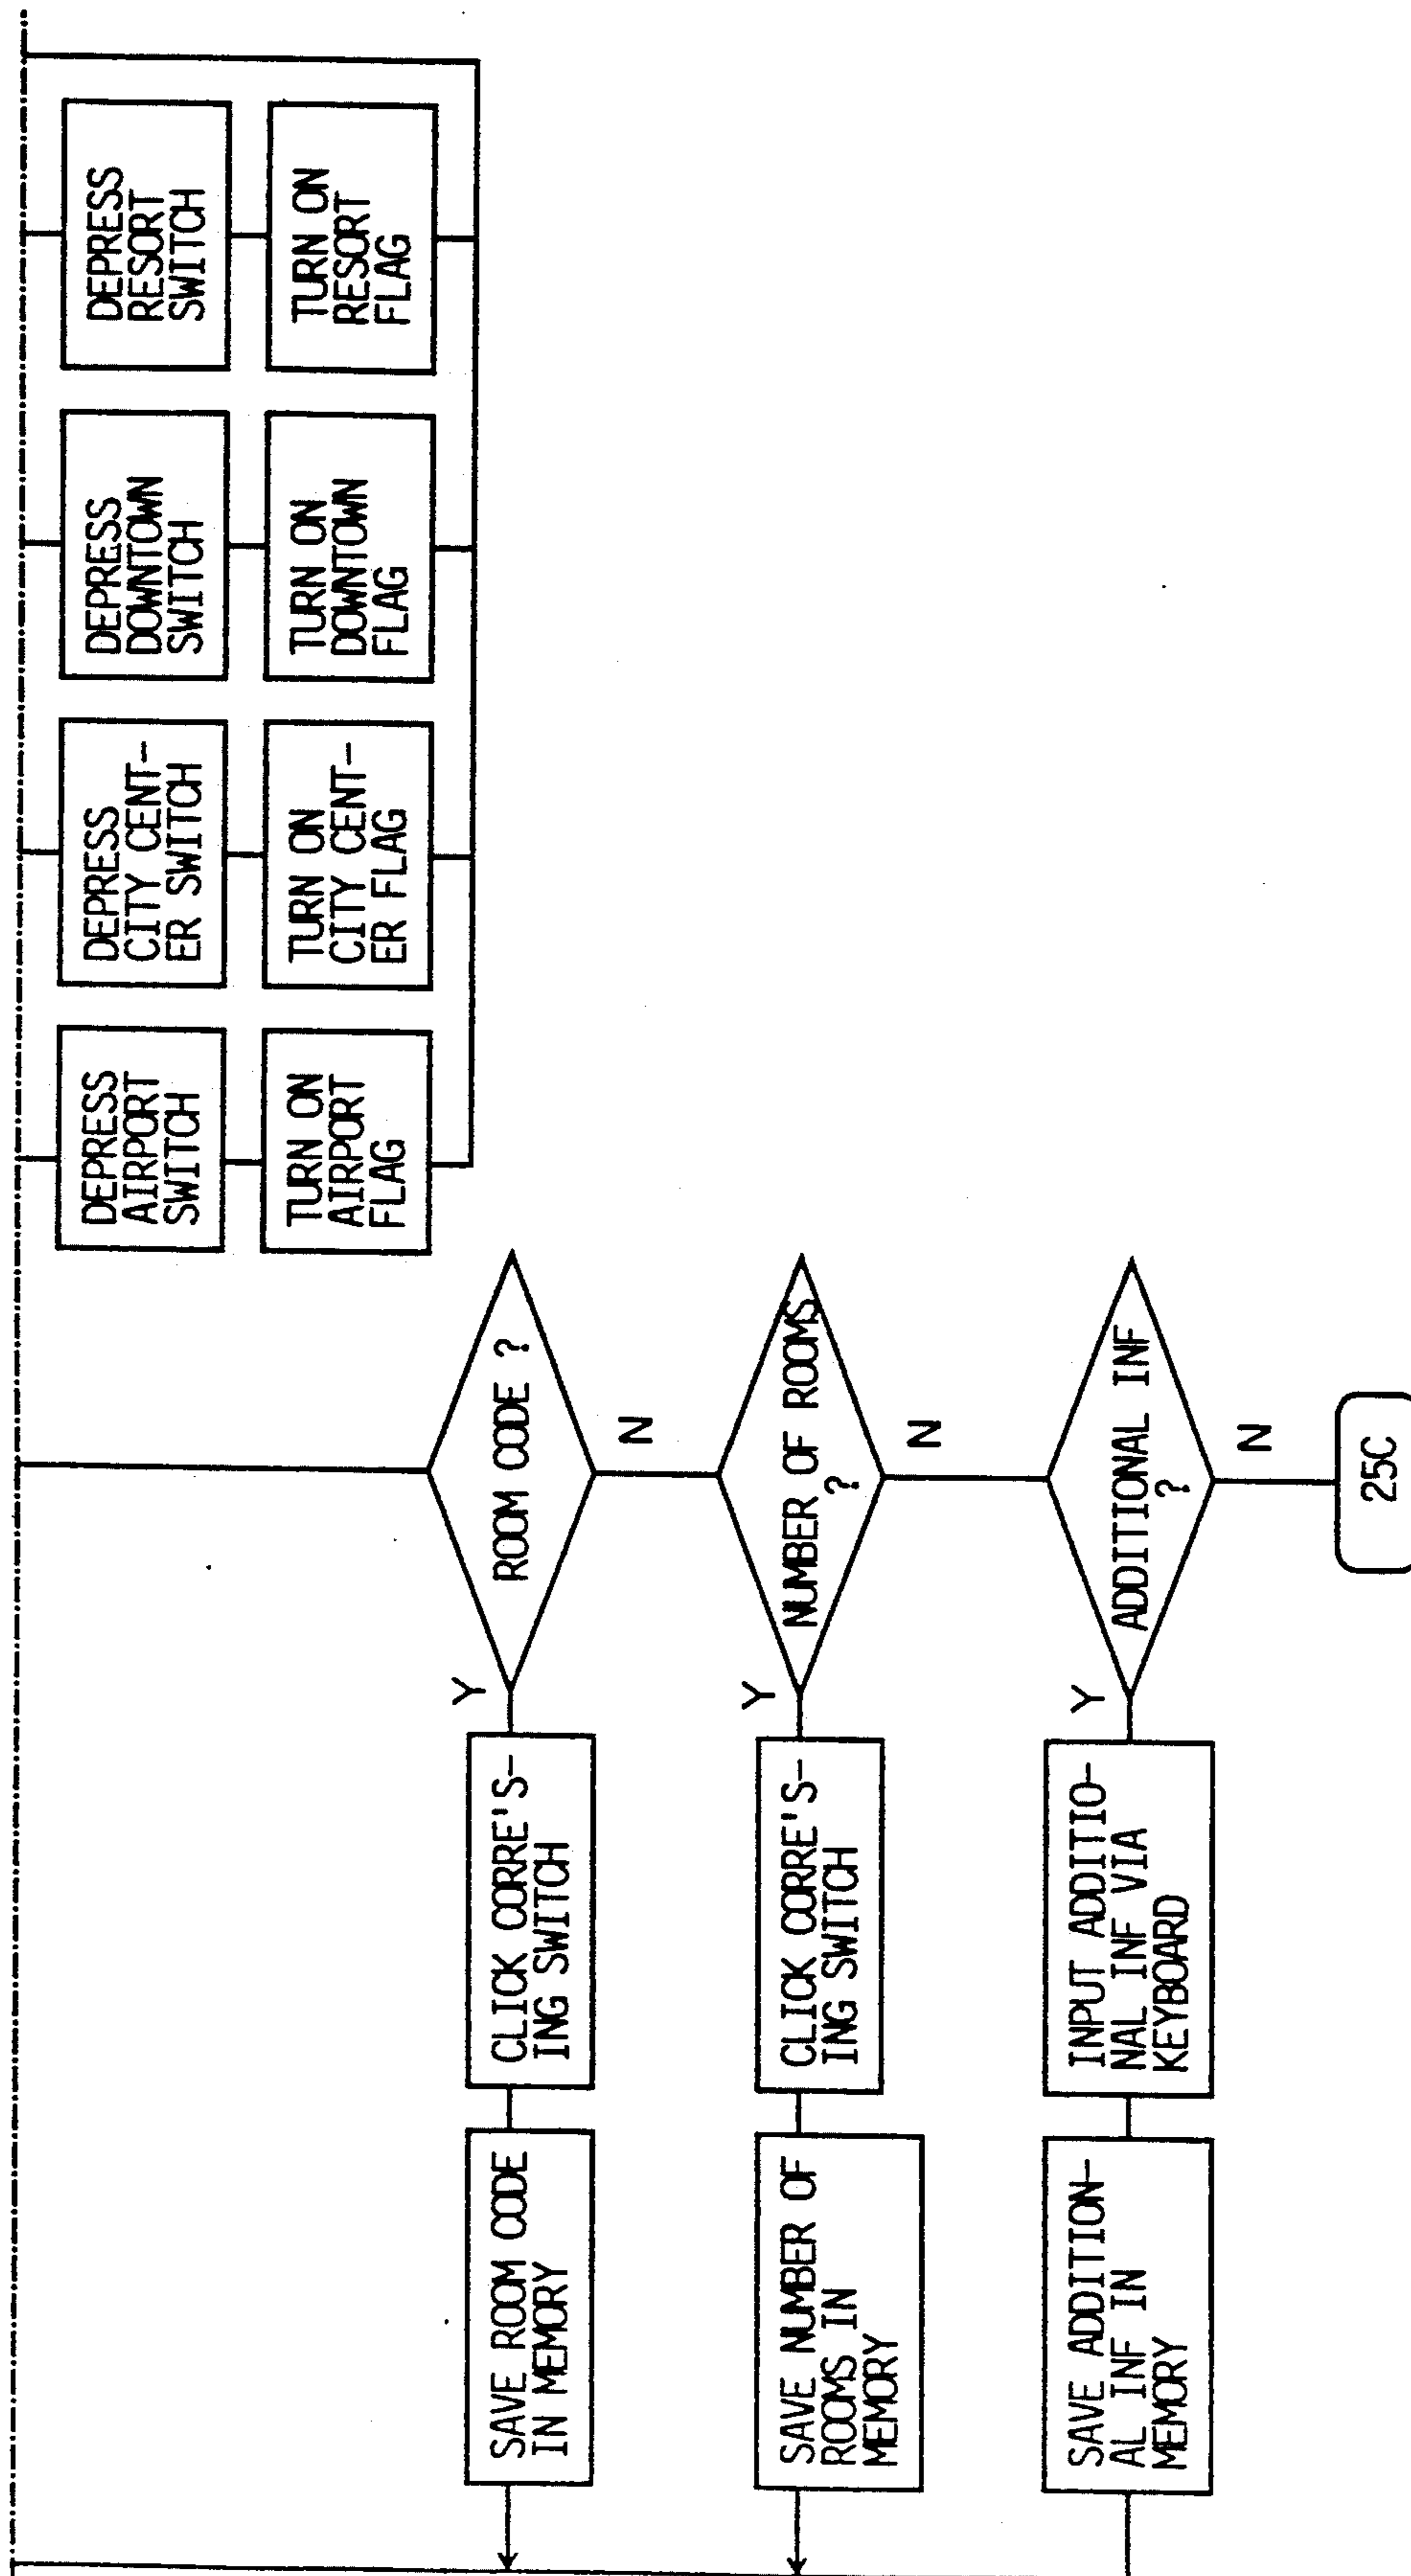 DEPRESS
AIRPORT
SWITCH
DEPRESS
CITY CENT-
ER SWITCH
DEPRESS
DOWNTOWN
SWITCH
DEPRESS
RESORT
SWITCH
TURN ON
AIRPORT
FLAG
TURN ON
CITY CENT-
ER FLAG
TURN ON
DOWNTOWN
FLAG
TURN ON
RESORT
FLAG
ROOM CODE ?
Y
N
CLICK CORRE'S-
ING SWITCH
SAVE ROOM CODE
IN MEMORY
NUMBER OF ROOMS
?
Y
N
CLICK CORRE'S-
ING SWITCH
SAVE NUMBER OF
ROOMS IN
MEMORY
ADDITIONAL INF
?
Y
N
INPUT ADDITIO-
NAL INF VIA
KEYBOARD
SAVE ADDITION-
AL INF IN
MEMORY
25C